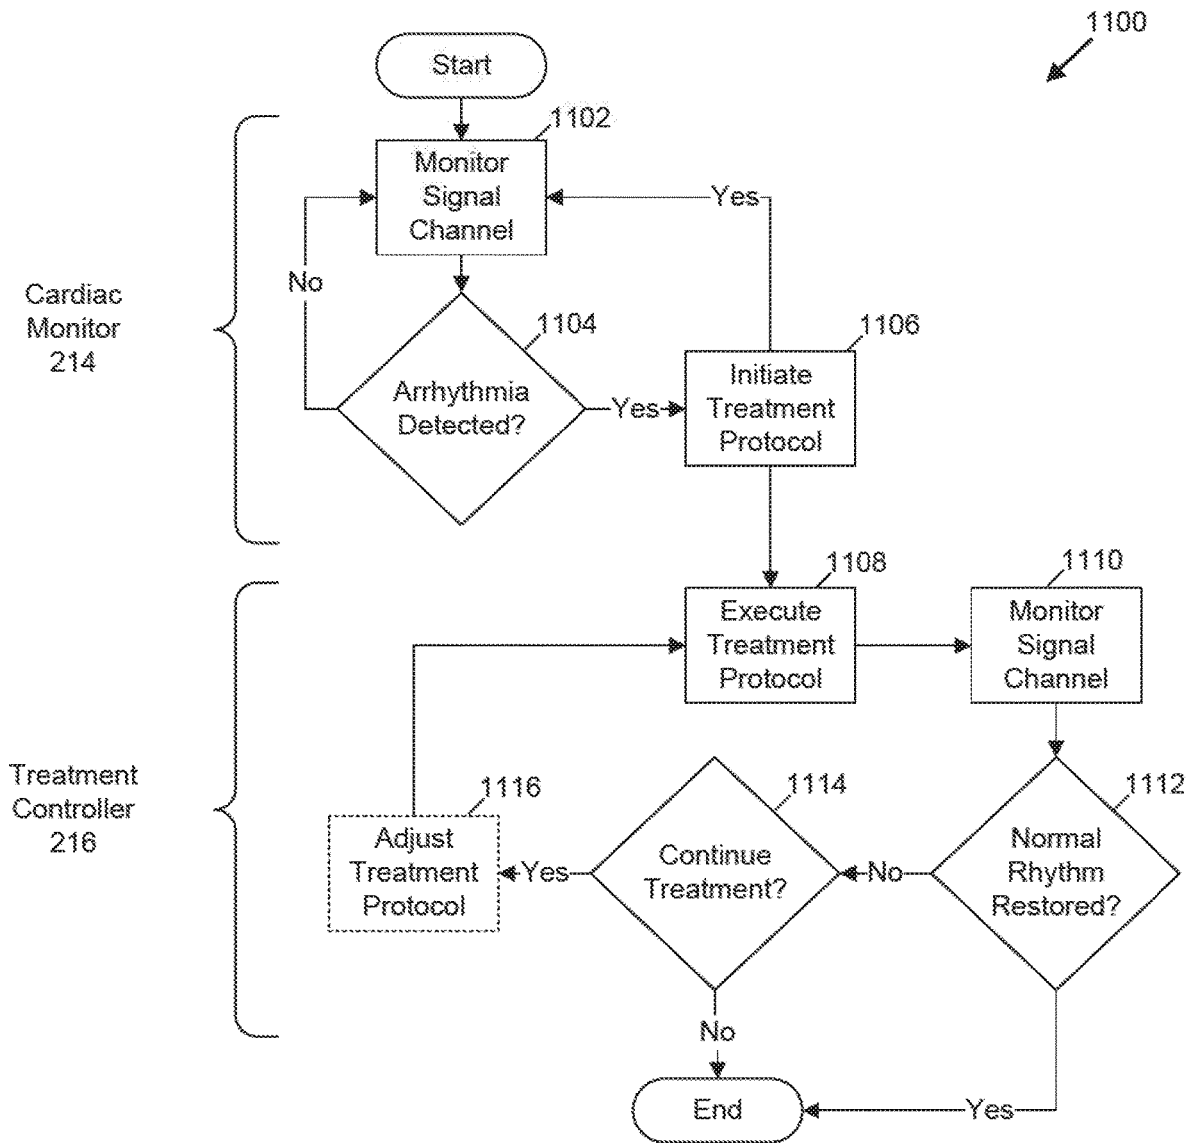 1100
Start
1102
Monitor
Signal
Channel
Yes
No
Cardiac
Monitor
214
1104
Arrhythmia
Detected?
Yes
1106
Initiate
Treatment
Protocol
1108
Execute
Treatment
Protocol
1110
Monitor
Signal
Channel
Treatment
Controller
216
1116
Adjust
Treatment
Protocol
Yes
1114
Continue
Treatment?
No
1112
Normal
Rhythm
Restored?
No
End
Yes